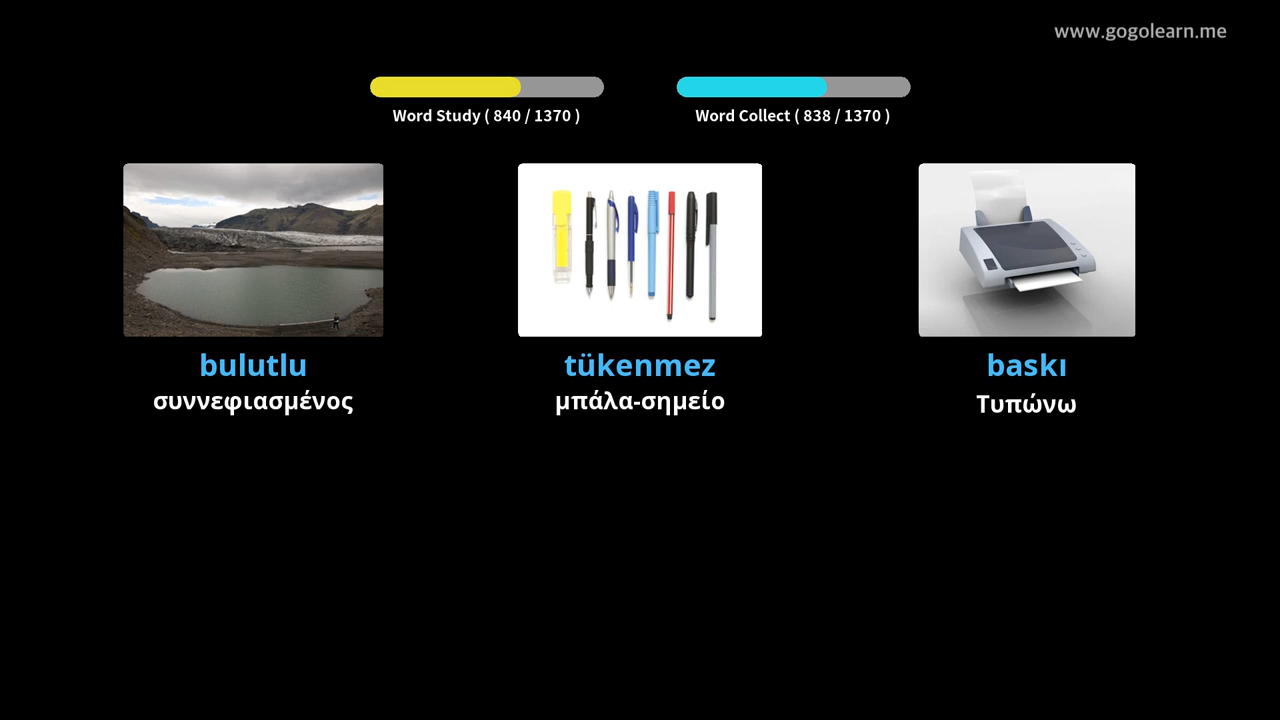 www.gogolearn.me
Word Study ( 840 / 1370 )
Word Collect ( 838 / 1370 )
bulutlu
συννεφιασμένος
tükenmez
μπάλα-σημείο
baskı
Τυπώνω